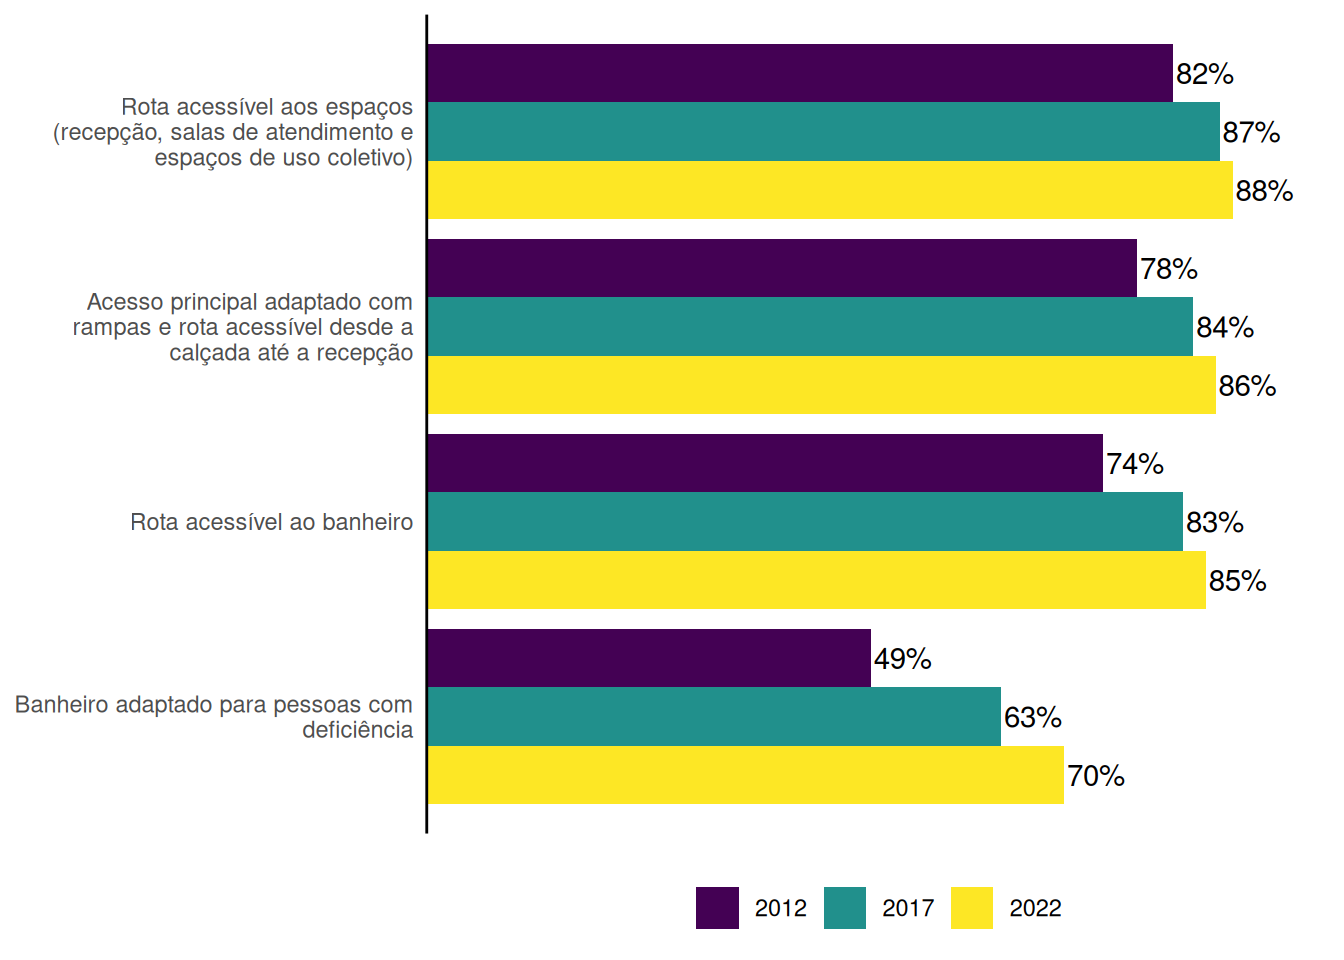 Rota acessível aos espaços
(recepção, salas de atendimento e
espaços de uso coletivo)
82%
87%
88%
Acesso principal adaptado com
rampas e rota acessível desde a
calçada até a recepção
78%
84%
86%
Rota acessível ao banheiro
74%
83%
85%
Banheiro adaptado para pessoas com
deficiência
49%
63%
70%
2012 2017 2022